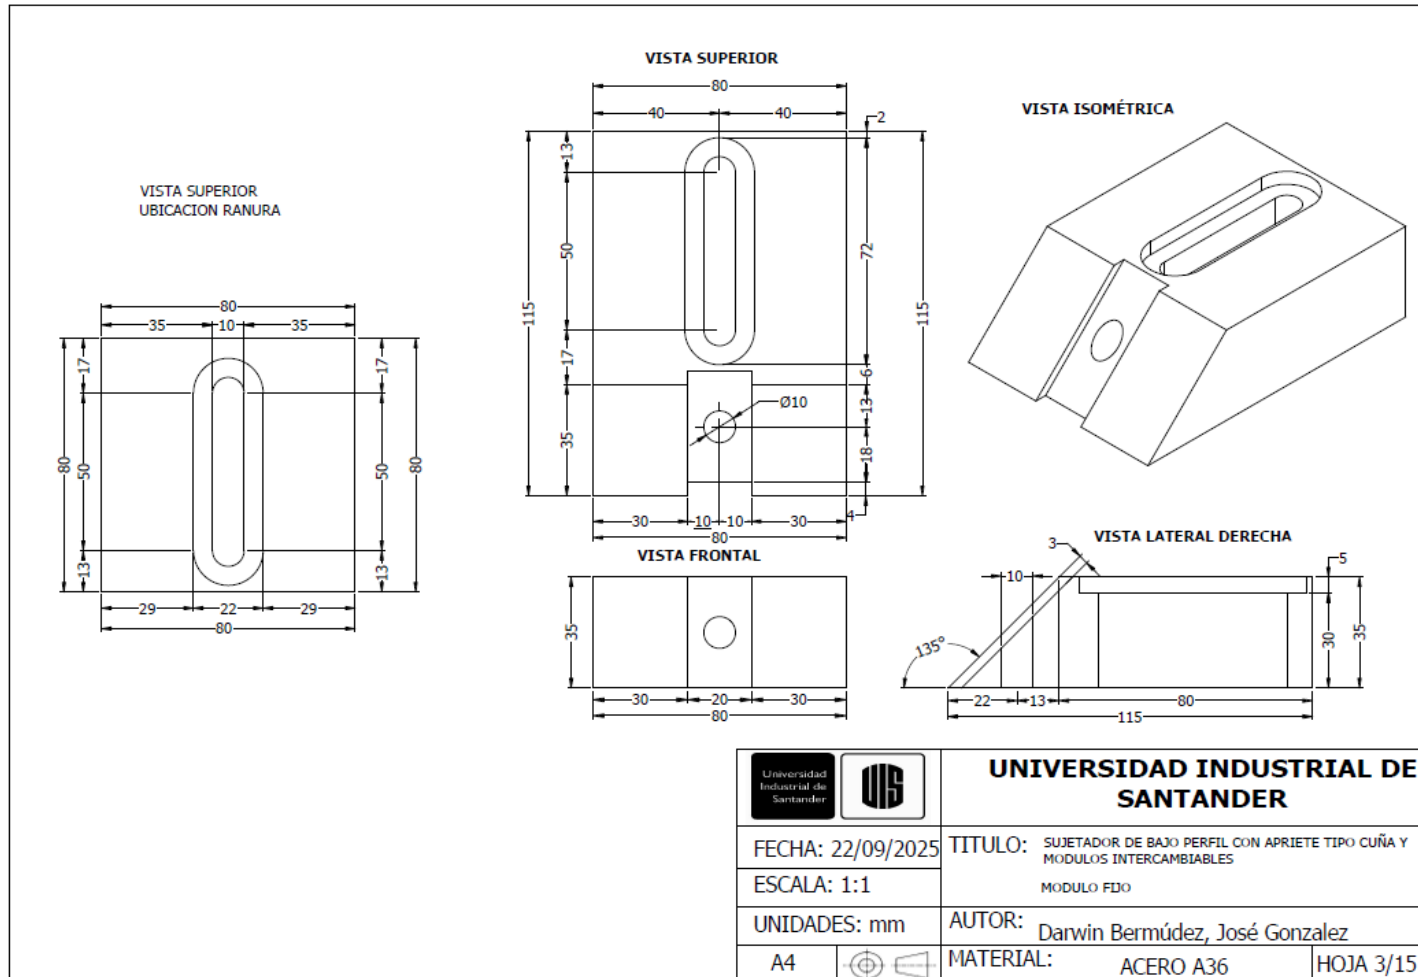 VISTA SUPERIOR
80
40
40
2
13
50
17
35
115
72
115
6
13
18
4
Ø10
30
10
10
30
80
VISTA ISOMÉTRICA
VISTA SUPERIOR
UBICACION RANURA
80
35
10
35
17
17
80
50
50
80
13
13
29
22
29
80
VISTA FRONTAL
35
30
20
30
80
VISTA LATERAL DERECHA
3
5
10
135°
30
35
22
13
80
115
Universidad
Industrial de
Santander
UIS
UNIVERSIDAD INDUSTRIAL DE
SANTANDER
FECHA: 22/09/2025
TITULO: SUJETADOR DE BAJO PERFIL CON APRIETE TIPO CUÑA Y
MODULOS INTERCAMBIABLES
MODULO FIJO
ESCALA: 1:1
UNIDADES: mm
AUTOR: Darwin Bermúdez, José Gonzalez
A4
MATERIAL: ACERO A36
HOJA 3/15